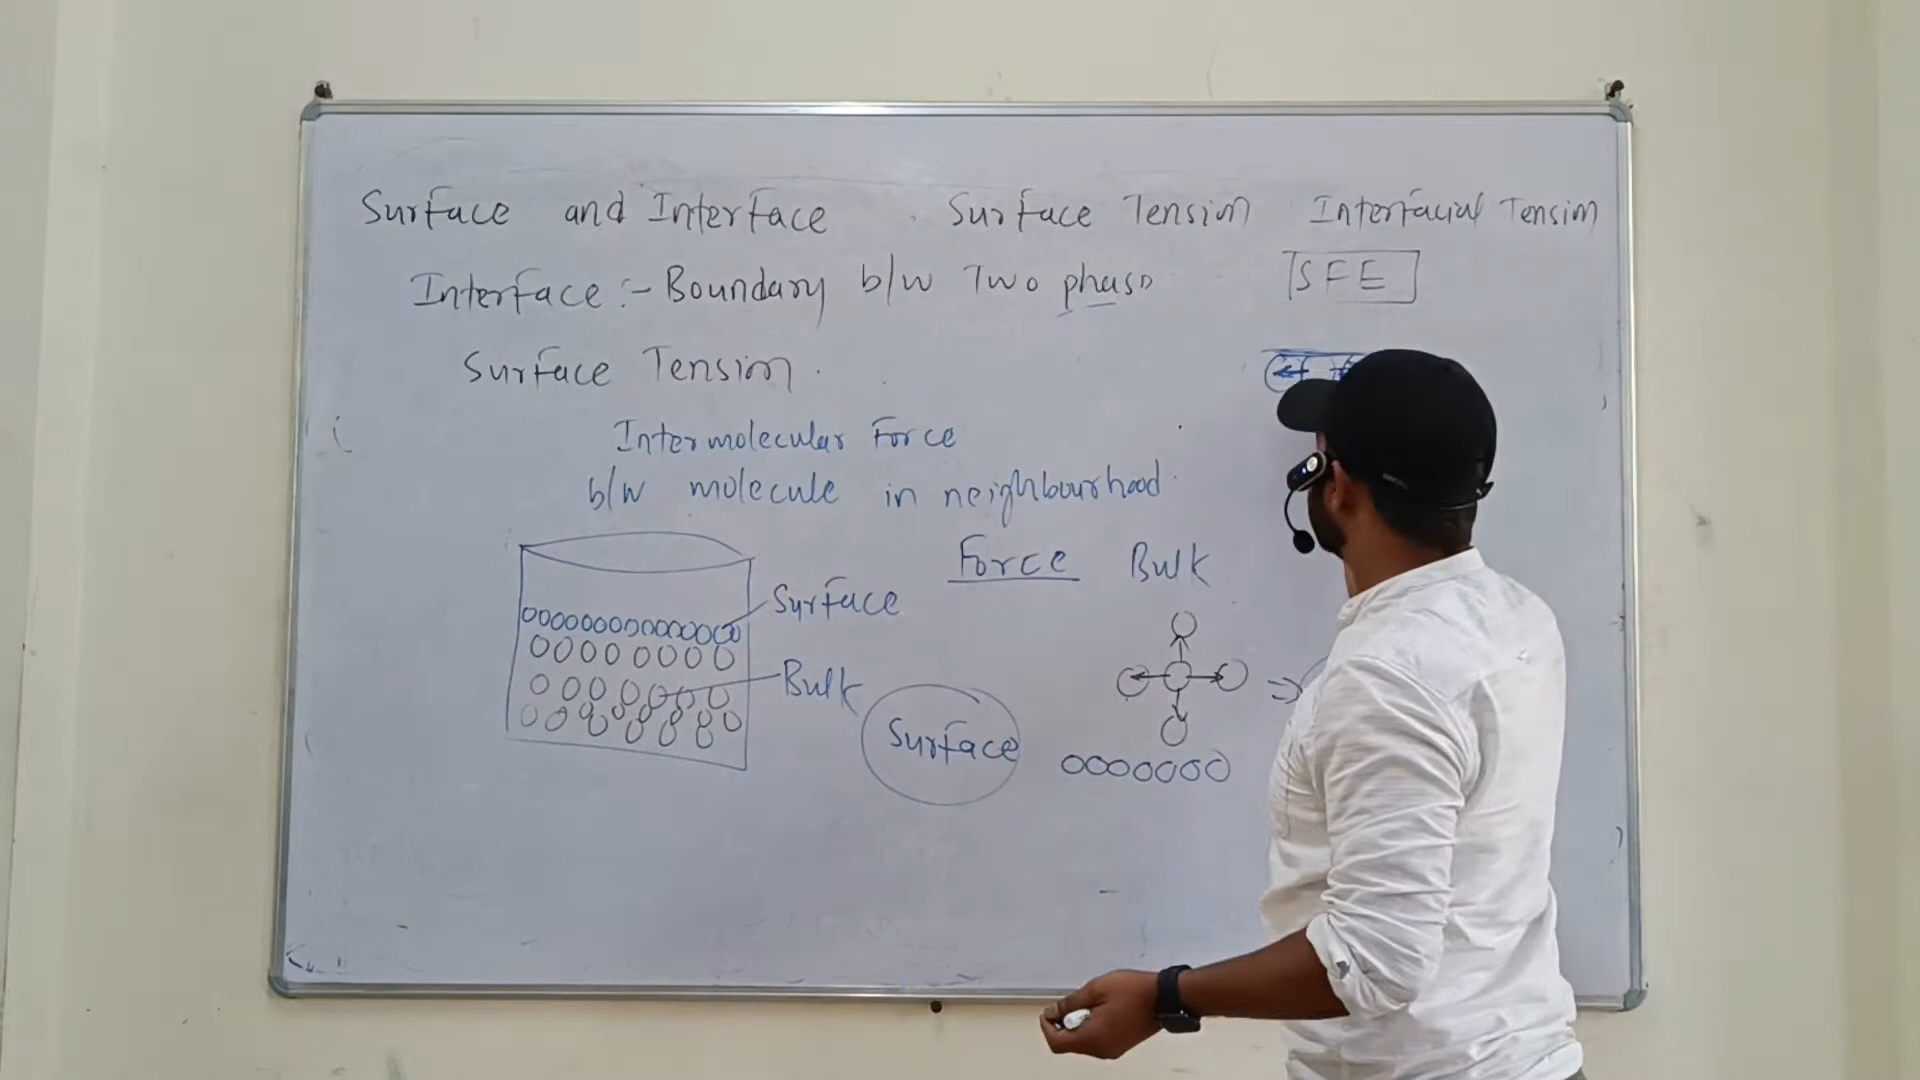 Surface and Interface Surface Tension Interfacial Tension
Interface :- Boundary b/w Two phase
SFE
Surface Tension.
Intermolecular Force
b/w molecule in neighbourhood.
Force Bulk
Surface
Bulk
Surface